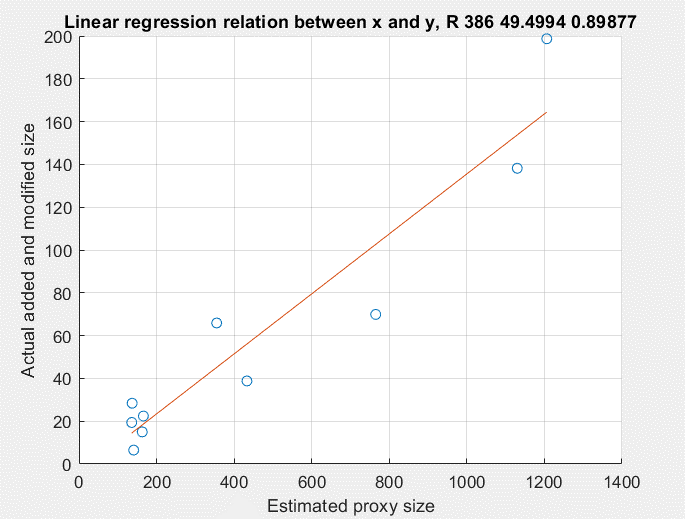 Linear regression relation between x and y, R 386 49.4994 0.89877
200
180
160
140
120
100
80
60
40
20
0
Actual added and modified size
0 200 400 600 800 1000 1200 1400
Estimated proxy size